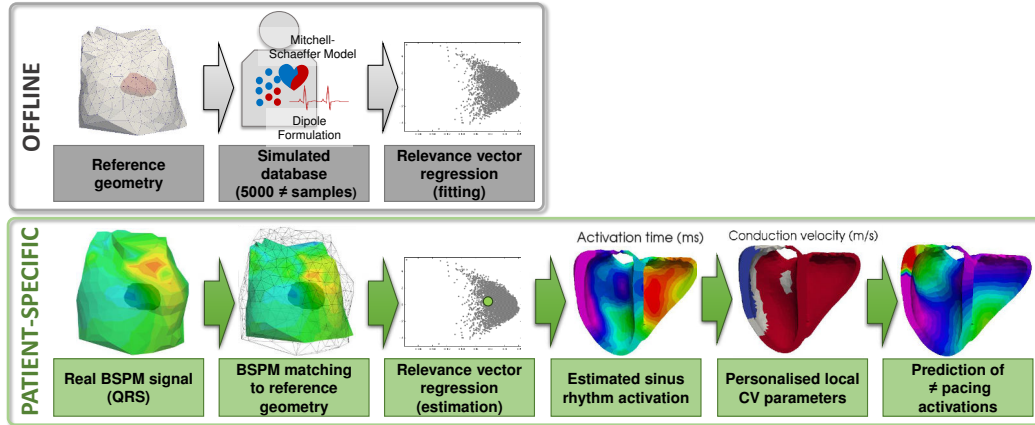 OFFLINE
Mitchell-
Schaeffer Model
Dipole
Formulation
Reference
geometry
Simulated
database
(5000 ≠ samples)
Relevance vector
regression
(fitting)
PATIENT-SPECIFIC
Activation time (ms)
Conduction velocity (m/s)
Real BSPM signal
(QRS)
BSPM matching
to reference
geometry
Relevance vector
regression
(estimation)
Estimated sinus
rhythm activation
Personalised local
CV parameters
Prediction of
≠ pacing
activations